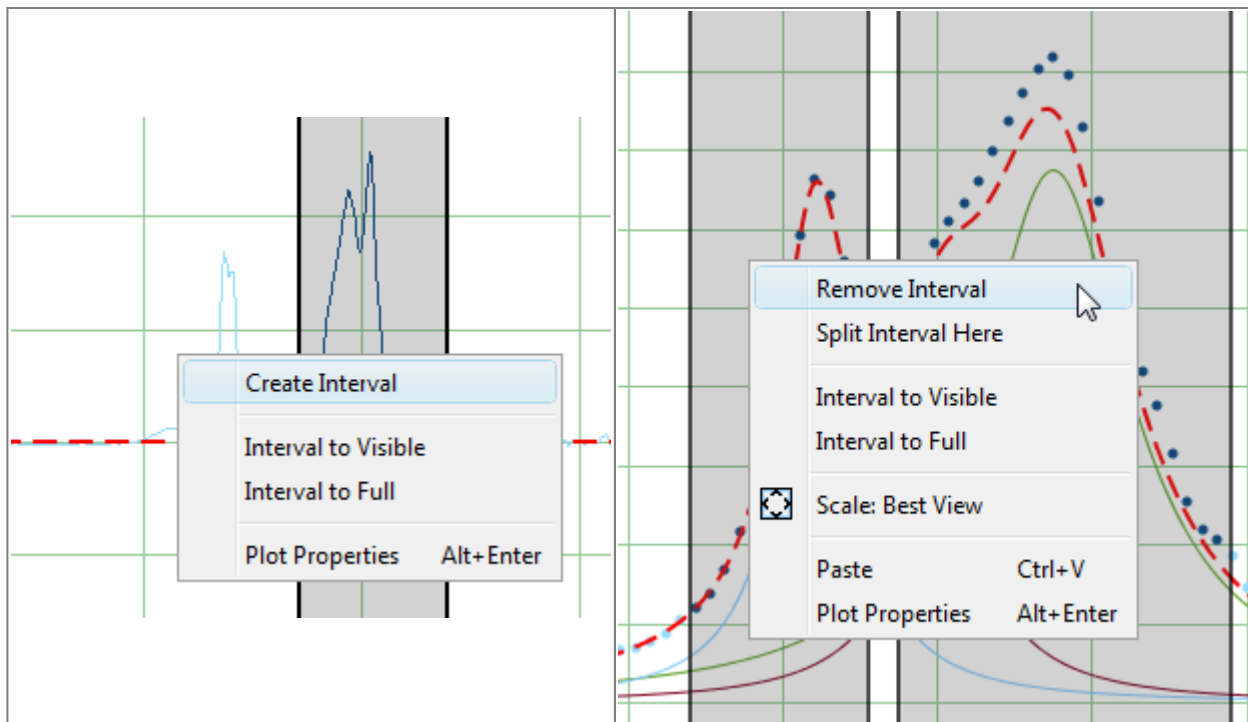 Create Interval
Interval to Visible
Interval to Full
Plot Properties Alt+Enter
Remove Interval
Split Interval Here
Interval to Visible
Interval to Full
Scale: Best View
Paste Ctrl+V
Plot Properties Alt+Enter